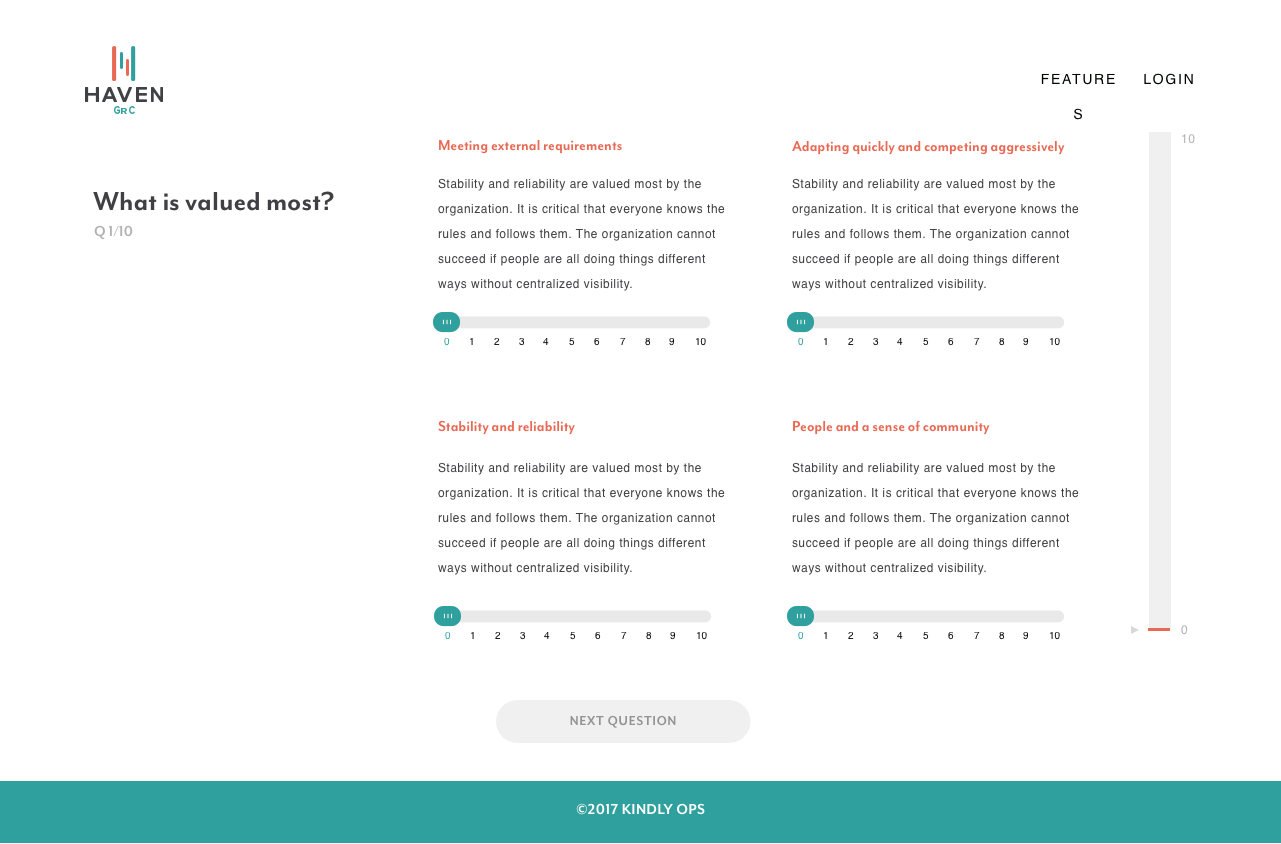 HAVEN
GRC
FEATURE
S
LOGIN
What is valued most?
Q 1/10
Meeting external requirements
Stability and reliability are valued most by the
organization. It is critical that everyone knows the
rules and follows them. The organization cannot
succeed if people are all doing things different
ways without centralized visibility.
0 1 2 3 4 5 6 7 8 9 10
Adapting quickly and competing aggressively
Stability and reliability are valued most by the
organization. It is critical that everyone knows the
rules and follows them. The organization cannot
succeed if people are all doing things different
ways without centralized visibility.
0 1 2 3 4 5 6 7 8 9 10
Stability and reliability
Stability and reliability are valued most by the
organization. It is critical that everyone knows the
rules and follows them. The organization cannot
succeed if people are all doing things different
ways without centralized visibility.
0 1 2 3 4 5 6 7 8 9 10
People and a sense of community
Stability and reliability are valued most by the
organization. It is critical that everyone knows the
rules and follows them. The organization cannot
succeed if people are all doing things different
ways without centralized visibility.
0 1 2 3 4 5 6 7 8 9 10
10
0
NEXT QUESTION
©2017 KINDLY OPS